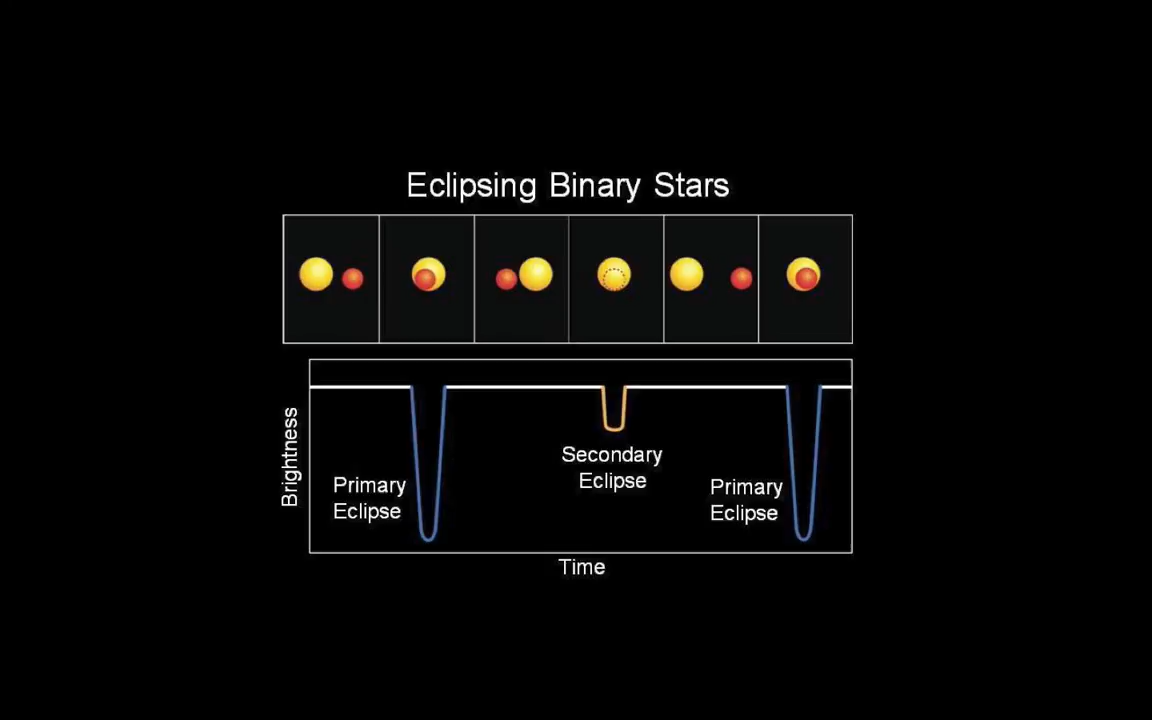 Eclipsing Binary Stars
Brightness
Primary
Eclipse
Secondary
Eclipse
Primary
Eclipse
Time